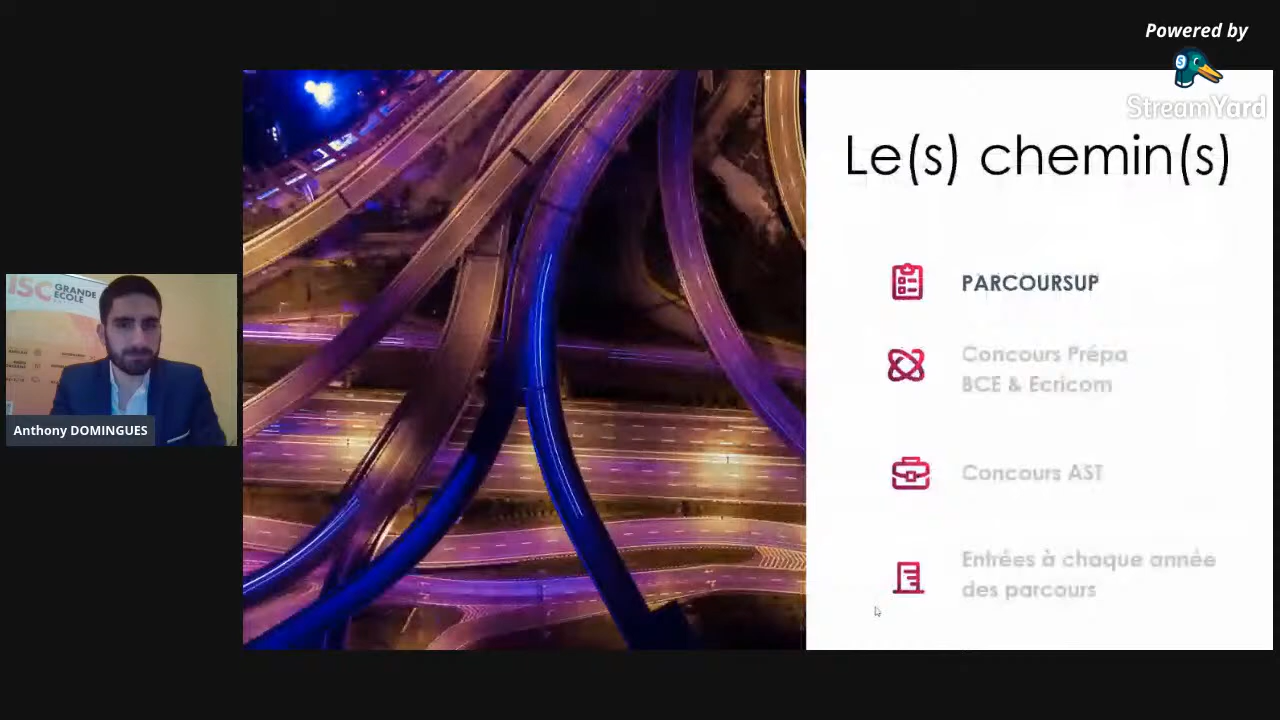 Powered by
StreamYard
Le(s) chemin(s)
PARCOURSUP
Concours Prépa
BCE & Ecricom
Concours AST
Entrées à chaque année
des parcours
ISC GRANDE
ECOLE
Anthony DOMINGUES